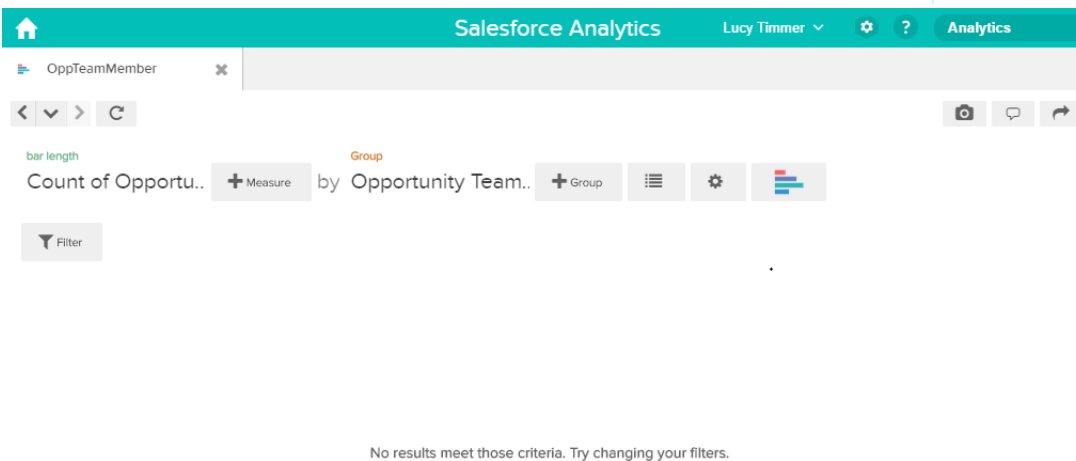 Salesforce Analytics Lucy Timmer ? Analytics
OppTeamMember
bar length Group
Count of Opportu.. + Measure by Opportunity Team.. + Group
Filter
No results meet those criteria. Try changing your filters.